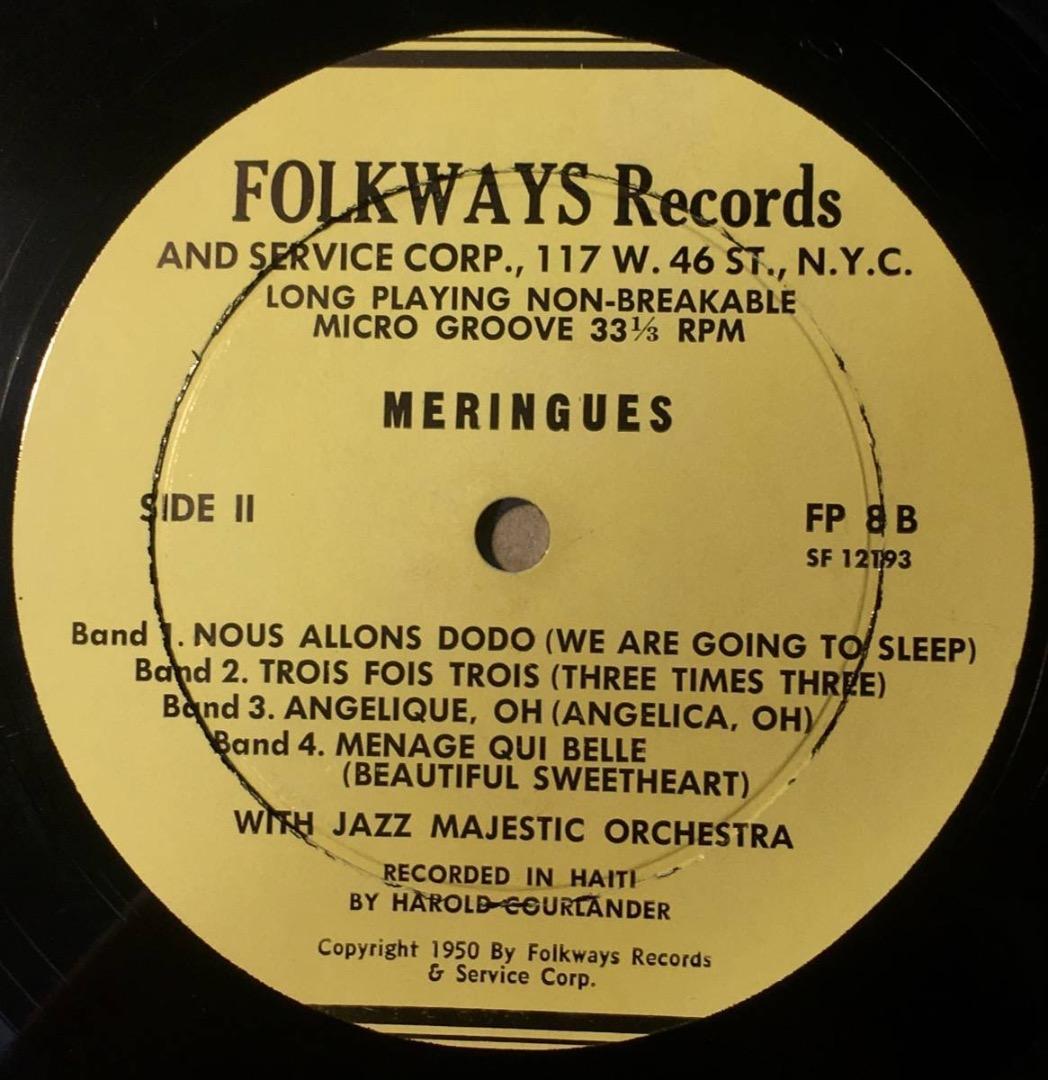 FOLKWAYS Records
AND SERVICE CORP., 117 W. 46 ST., N.Y.C.
LONG PLAYING NON-BREAKABLE
MICRO GROOVE 33⅓ RPM
MERINGUES
SIDE II
FP 8 B
SF 12193
Band 1. NOUS ALLONS DODO (WE ARE GOING TO SLEEP)
Band 2. TROIS FOIS TROIS (THREE TIMES THREE)
Band 3. ANGELIQUE, OH (ANGELICA, OH)
Band 4. MENAGE QUI BELLE
(BEAUTIFUL SWEETHEART)
WITH JAZZ MAJESTIC ORCHESTRA
RECORDED IN HAITI
BY HAROLD COURLANDER
Copyright 1950 By Folkways Records
& Service Corp.